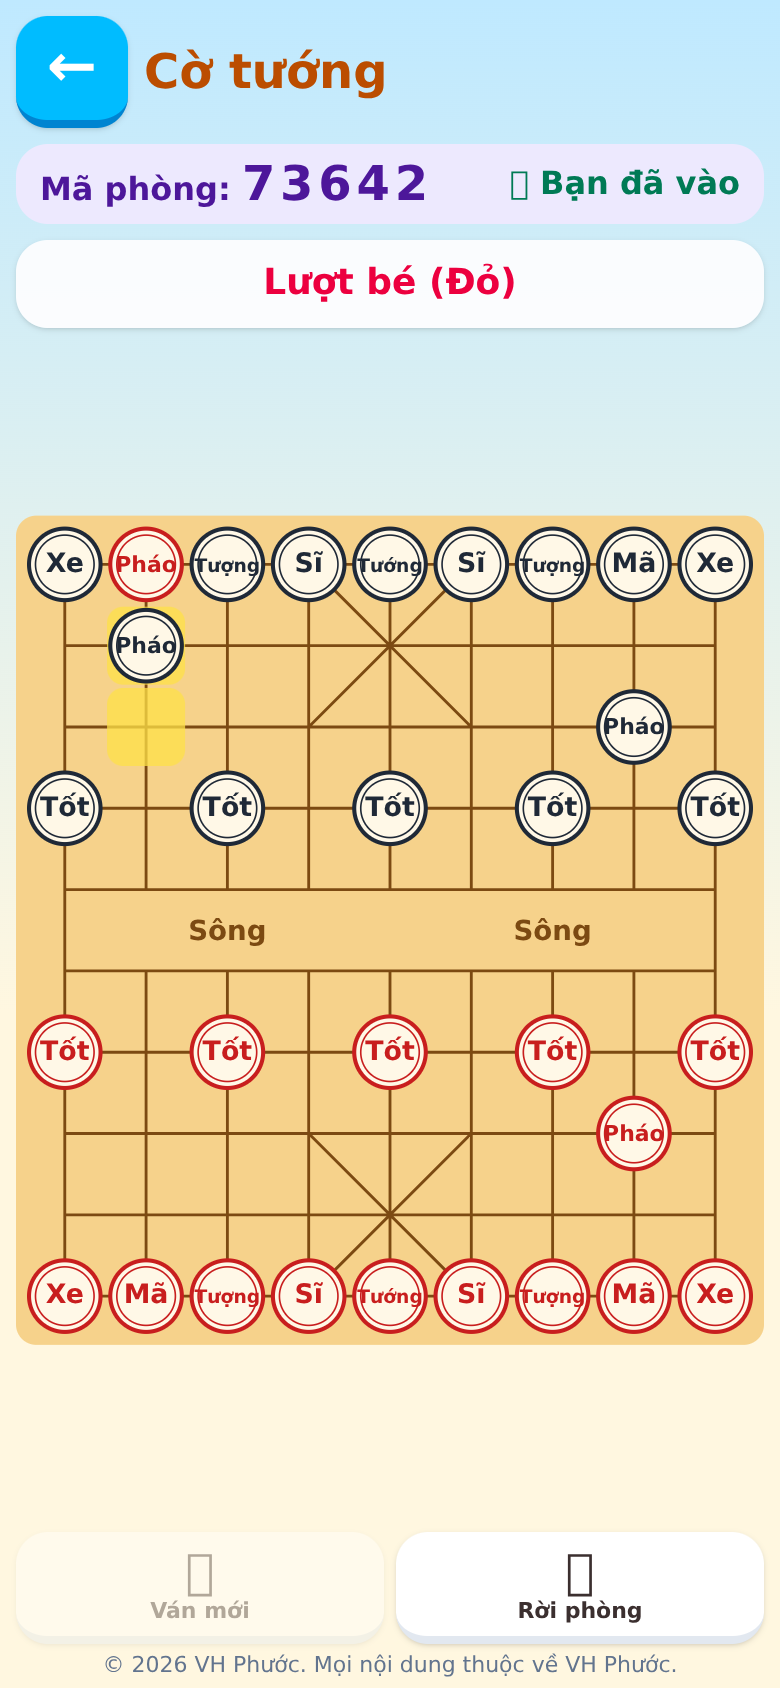 ←
Cờ tướng
Mã phòng: 73642
Bạn đã vào
Lượt bé (Đỏ)
Xe Pháo Tượng Sĩ Tướng Sĩ Tượng Mã Xe
Pháo
Pháo
Tốt Tốt Tốt Tốt Tốt
Sông Sông
Tốt Tốt Tốt Tốt Tốt
Pháo
Xe Mã Tượng Sĩ Tướng Sĩ Tượng Mã Xe
Ván mới
Rời phòng
© 2026 VH Phước. Mọi nội dung thuộc về VH Phước.